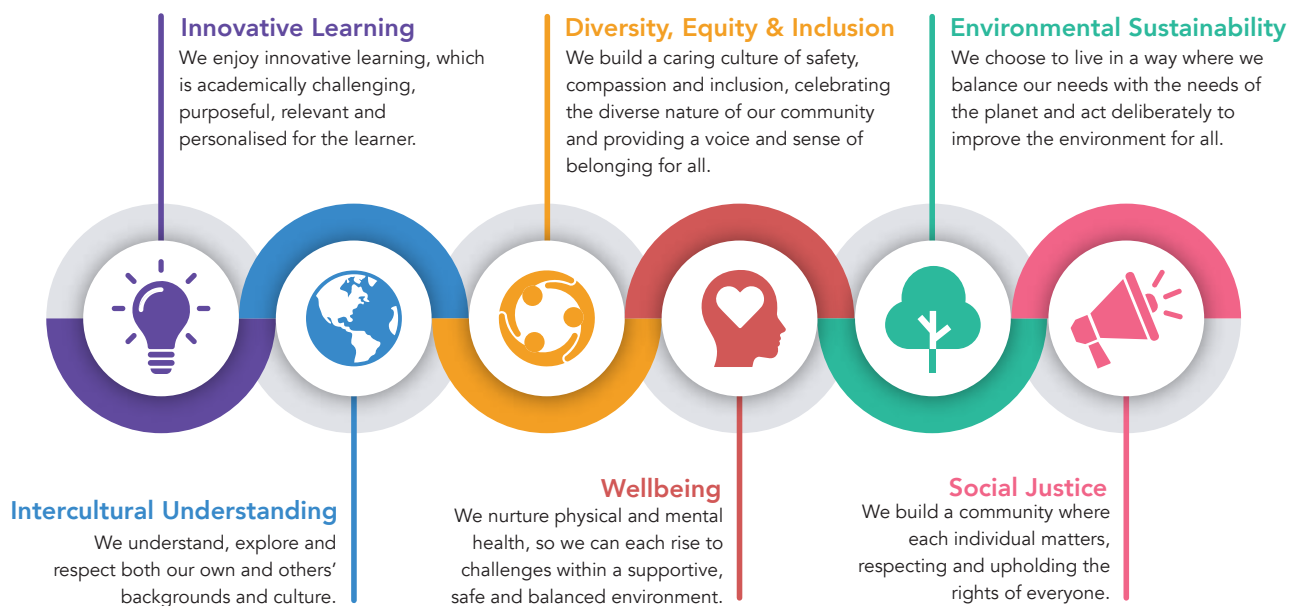 Innovative Learning
We enjoy innovative learning, which
is academically challenging,
purposeful, relevant and
personalised for the learner.
Diversity, Equity & Inclusion
We build a caring culture of safety,
compassion and inclusion, celebrating
the diverse nature of our community
and providing a voice and sense of
belonging for all.
Environmental Sustainability
We choose to live in a way where we
balance our needs with the needs of
the planet and act deliberately to
improve the environment for all.
Intercultural Understanding
We understand, explore and
respect both our own and others’
backgrounds and culture.
Wellbeing
We nurture physical and mental
health, so we can each rise to
challenges within a supportive,
safe and balanced environment.
Social Justice
We build a community where
each individual matters,
respecting and upholding the
rights of everyone.